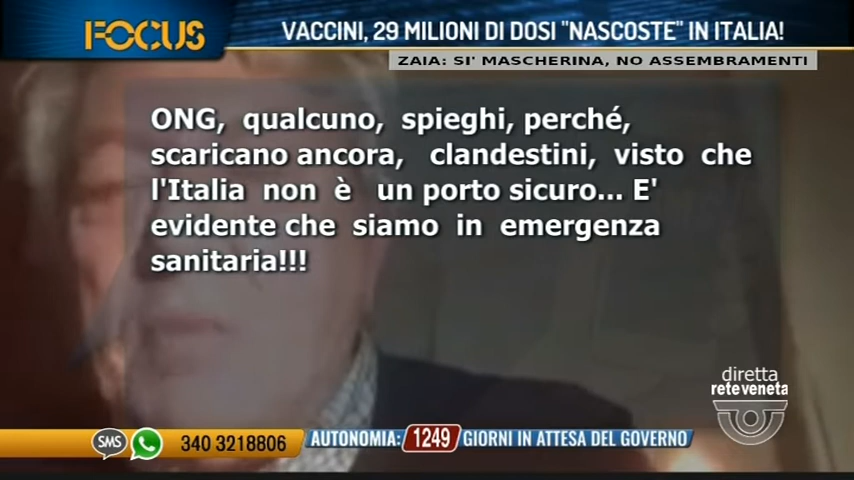 FOCUS
VACCINI, 29 MILIONI DI DOSI "NASCOSTE" IN ITALIA!
ZAIA: SI' MASCHERINA, NO ASSEMBRAMENTI
ONG, qualcuno, spieghi, perché,
scaricano ancora, clandestini, visto che
l'Italia non è un porto sicuro... E'
evidente che siamo in emergenza
sanitaria!!!
diretta
reteveneta
SMS 340 3218806 AUTONOMIA: 1249 GIORNI IN ATTESA DEL GOVERNO